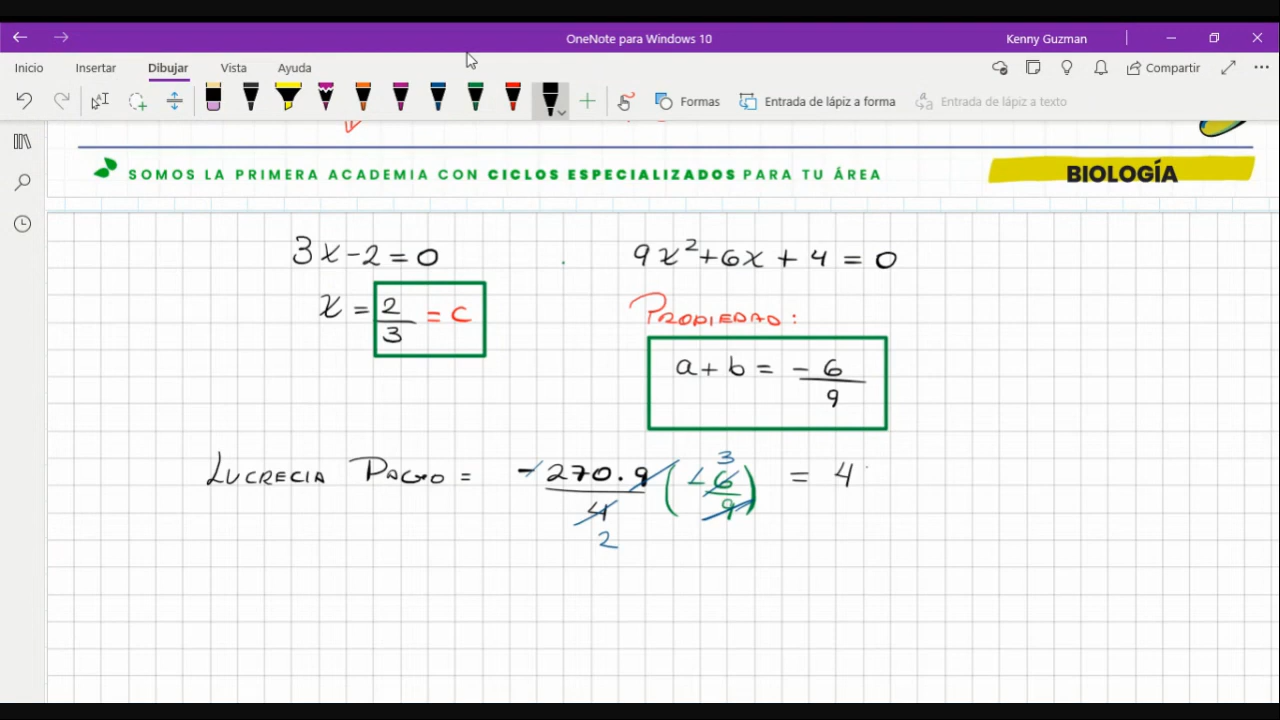 OneNote para Windows 10
Kenny Guzman
Inicio Insertar Dibujar Vista Ayuda
Compartir
Formas Entrada de lápiz a forma Entrada de lápiz a texto
SOMOS LA PRIMERA ACADEMIA CON CICLOS ESPECIALIZADOS PARA TU ÁREA
BIOLOGÍA
3x-2=0
9x²+6x+4=0
x = 2/3 = c
PROPIEDAD:
a+b = -6/9
LUCRECIA PAGÓ = -270.9/4 (-6/9) = 4
3
2